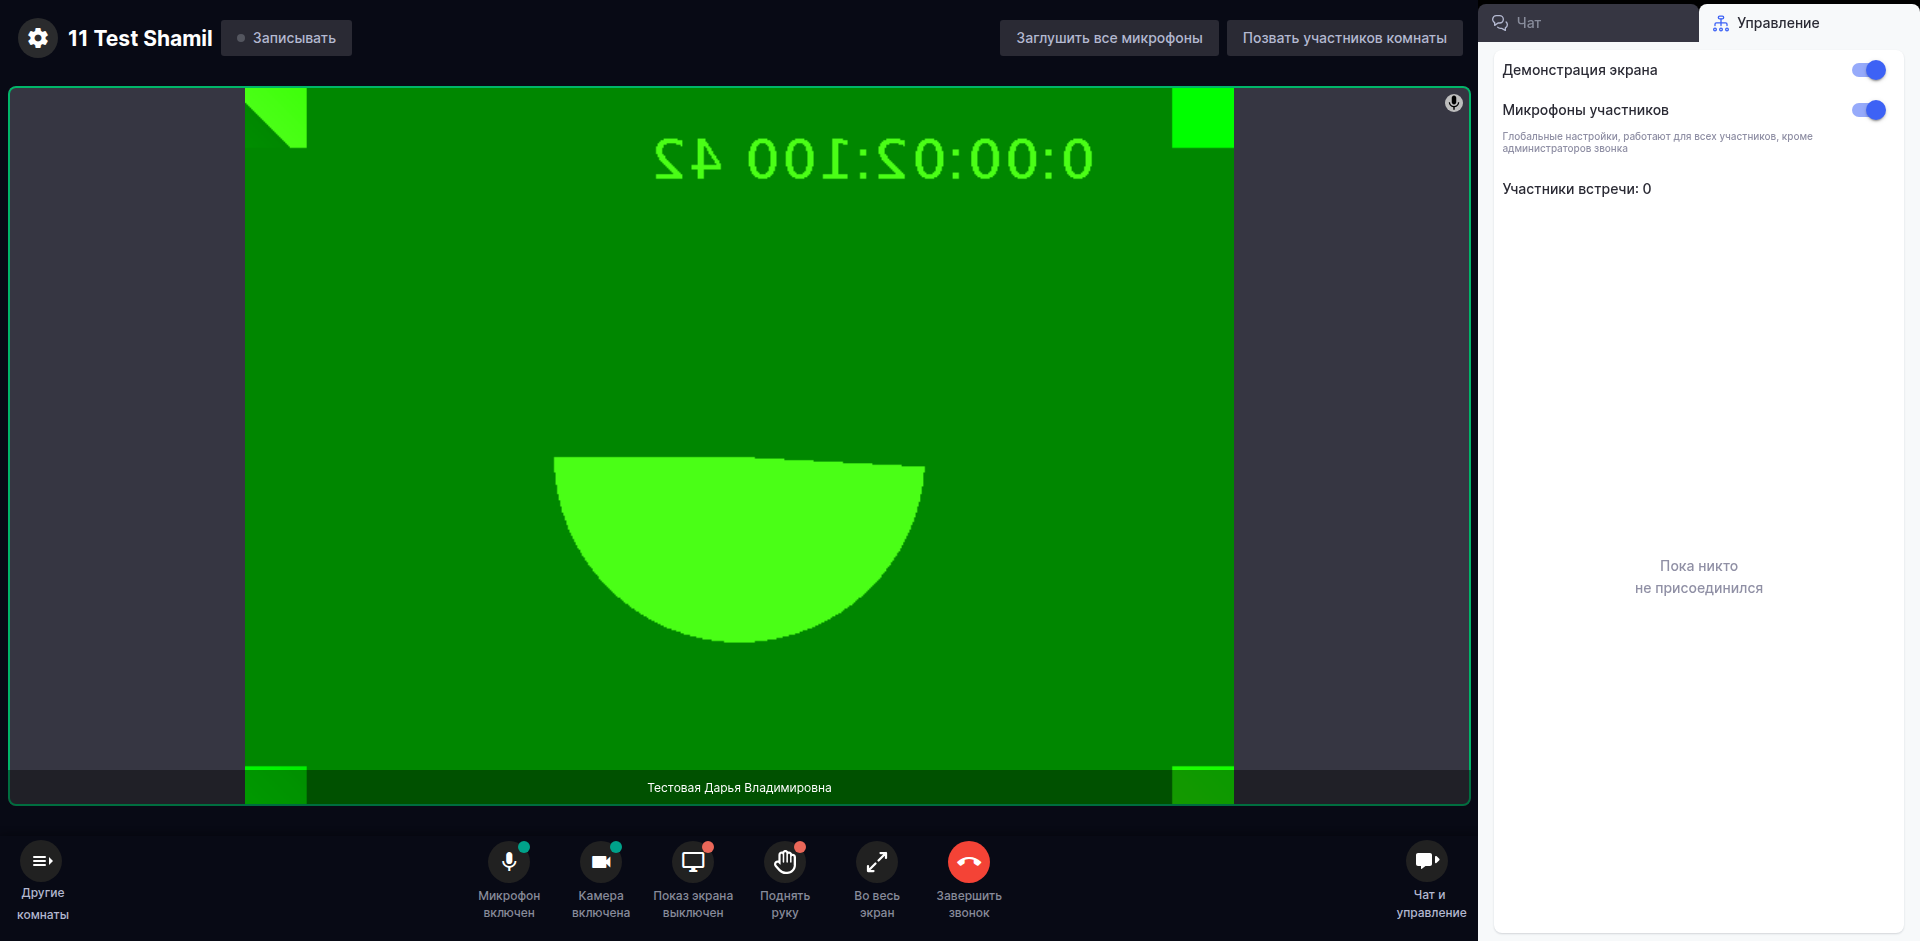 11 Test Shamil
Записывать
Заглушить все микрофоны
Позвать участников комнаты
Чат
Управление
Демонстрация экрана
Микрофоны участников
Глобальные настройки, работают для всех участников, кроме
администраторов звонка
Участники встречи: 0
Пока никто
не присоединился
0:00:02:100 42
Тестовая Дарья Владимировна
Другие
комнаты
Микрофон
включен
Камера
включена
Показ экрана
выключен
Поднять
руку
Во весь
экран
Завершить
звонок
Чат и
управление